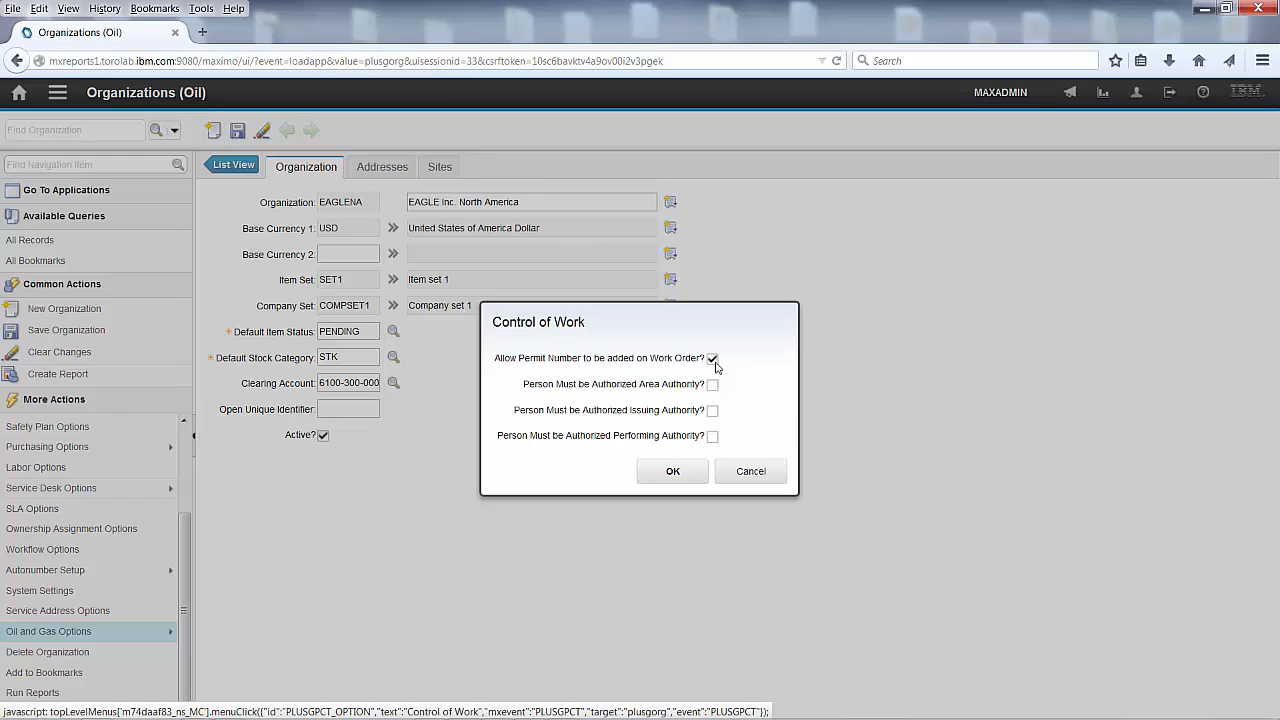 File Edit View History Bookmarks Tools Help
Organizations (Oil)
mxreports1.torolab.ibm.com:9080/maximo/ui/?event=loadapp&value=plusgorg&uisessionid=33&csrftoken=10sc6bavktv4a9ov00i2v3pgek
Search
Organizations (Oil)
MAXADMIN
IBM
Find Organization
Find Navigation Item
Go To Applications
Available Queries
All Records
All Bookmarks
Common Actions
New Organization
Save Organization
Clear Changes
Create Report
More Actions
Safety Plan Options
Purchasing Options
Labor Options
Service Desk Options
SLA Options
Ownership Assignment Options
Workflow Options
Autonumber Setup
System Settings
Service Address Options
Oil and Gas Options
Delete Organization
Add to Bookmarks
Run Reports
List View
Organization Addresses Sites
Organization: EAGLENA EAGLE Inc. North America
Base Currency 1: USD United States of America Dollar
Base Currency 2:
Item Set: SET1 Item set 1
Company Set: COMPSET1 Company set 1
Default Item Status: PENDING
Default Stock Category: STK
Clearing Account: 6100-300-000
Open Unique Identifier:
Active?
Control of Work
Allow Permit Number to be added on Work Order?
Person Must be Authorized Area Authority?
Person Must be Authorized Issuing Authority?
Person Must be Authorized Performing Authority?
OK Cancel
javascript: topLevelMenus['m74daaf83_ns_MC'].menuClick({"id":"PLUSGPCT_OPTION","text":"Control of Work","mxevent":"PLUSGPCT","target":"plusgorg","event":"PLUSGPCT"});